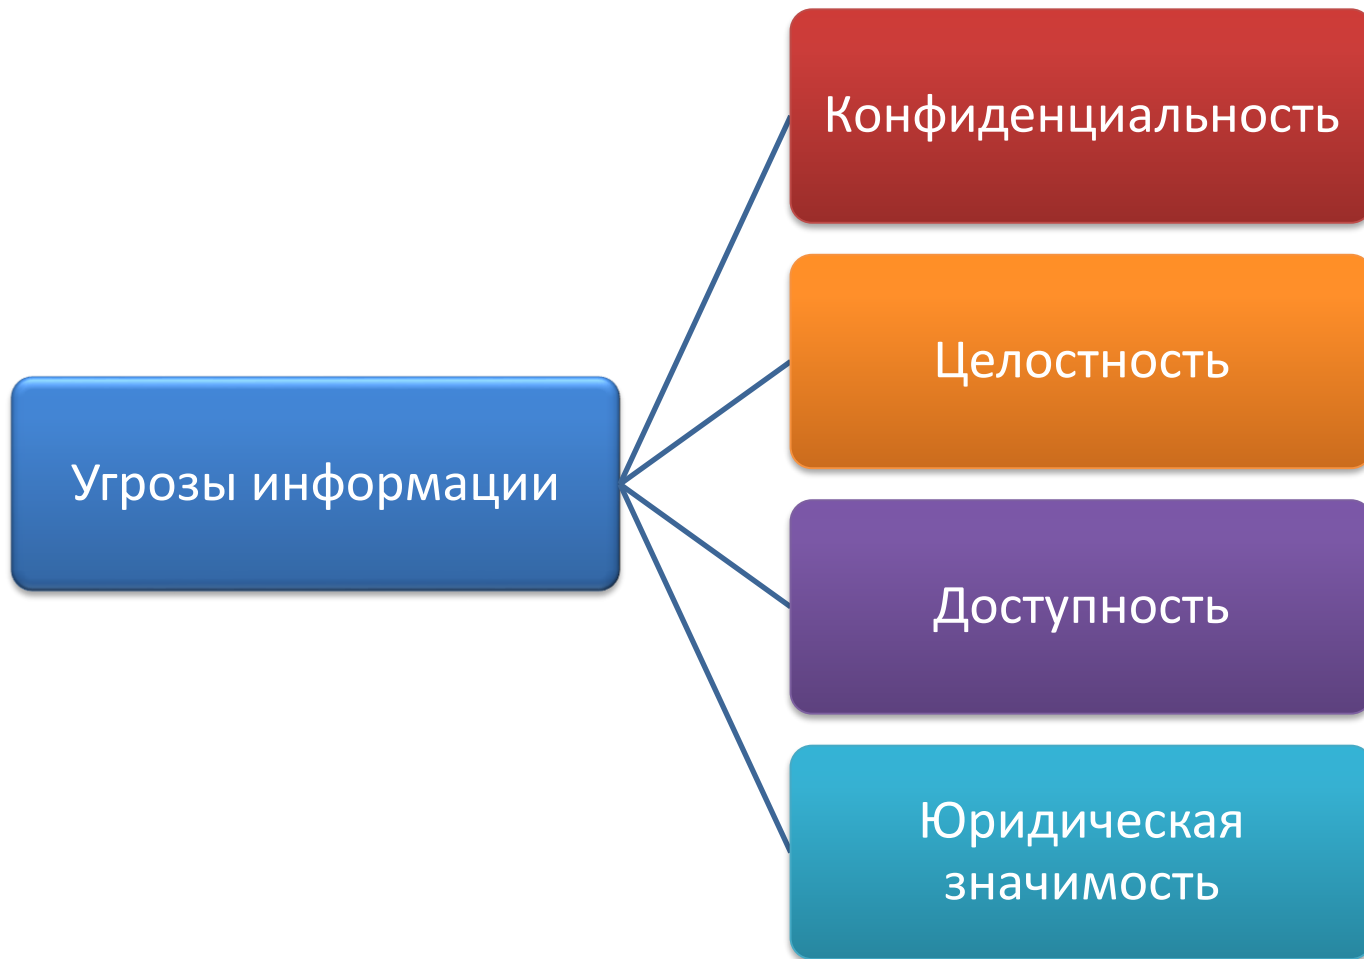 Конфиденциальность
Целостность
Угрозы информации
Доступность
Юридическая
значимость